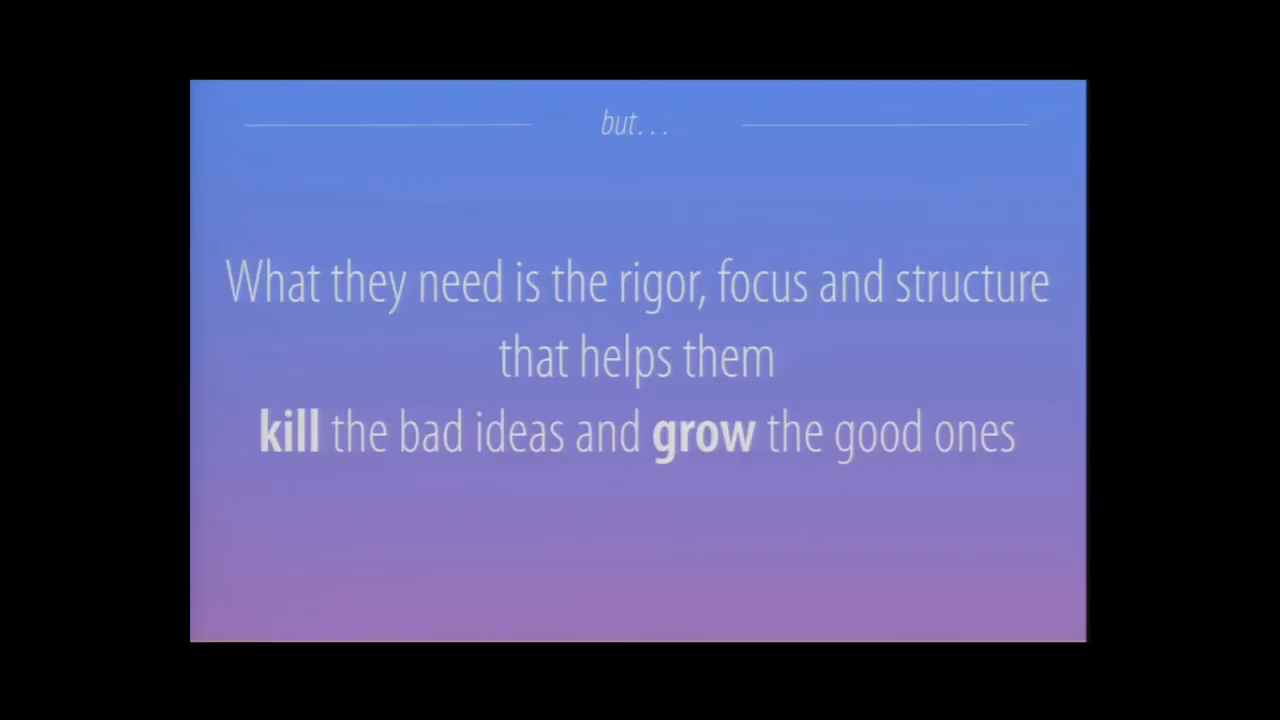 but...
What they need is the rigor, focus and structure
that helps them
kill the bad ideas and grow the good ones